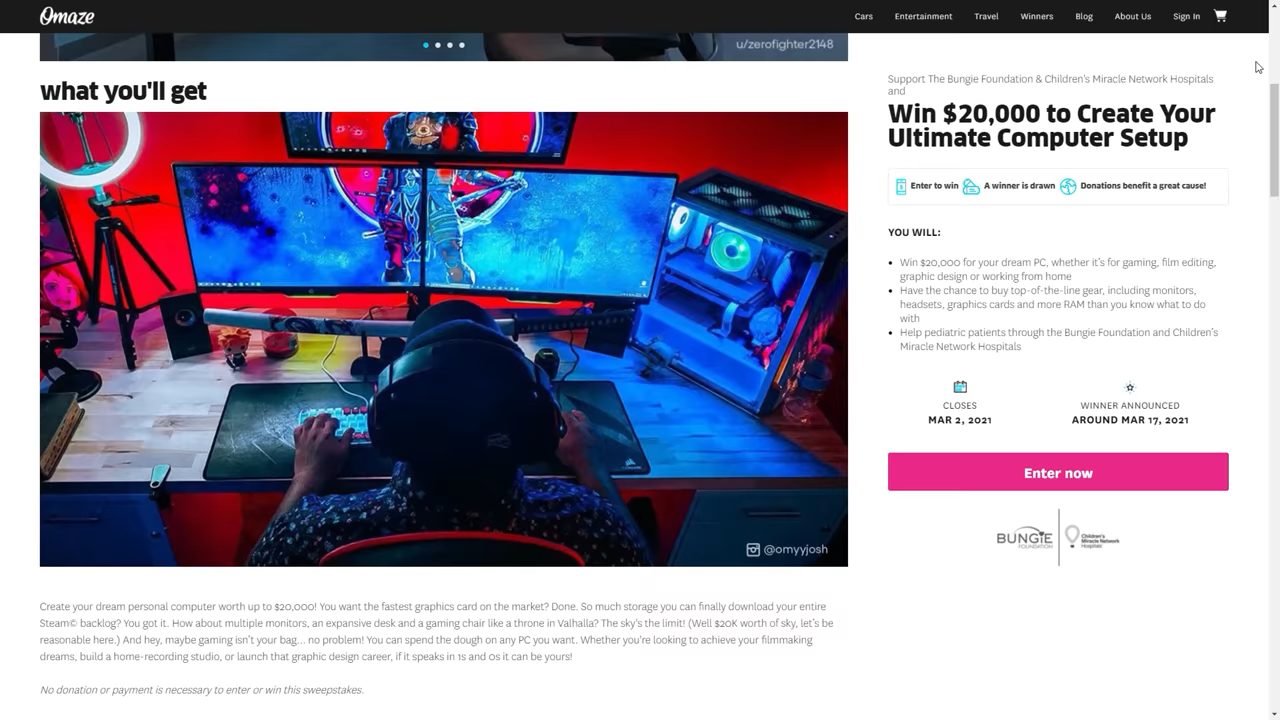 Omaze
Cars Entertainment Travel Winners Blog About Us Sign In
u/zerofighter2148
what you'll get
@omyyjosh
Create your dream personal computer worth up to $20,000! You want the fastest graphics card on the market? Done. So much storage you can finally download your entire
Steam© backlog? You got it. How about multiple monitors, an expensive desk and a gaming chair like a throne in Valhalla? The sky's the limit! (Well $20K worth of sky, let's be
reasonable here.) And hey, maybe gaming isn't your bag... no problem! You can spend the dough on any PC you want. Whether you're looking to achieve your filmmaking
dreams, build a home-recording studio, or launch that graphic design career, if it speaks in 1s and 0s it can be yours!
No donation or payment is necessary to enter or win this sweepstakes.
Support The Bungie Foundation & Children's Miracle Network Hospitals
and
Win $20,000 to Create Your
Ultimate Computer Setup
Enter to win A winner is drawn Donations benefit a great cause!
YOU WILL:
Win $20,000 for your dream PC, whether it's for gaming, film editing,
graphic design or working from home
Have the chance to buy top-of-the-line gear, including monitors,
headsets, graphics cards and more RAM than you know what to do
with
Help pediatric patients through the Bungie Foundation and Children's
Miracle Network Hospitals
CLOSES
MAR 2, 2021
WINNER ANNOUNCED
AROUND MAR 17, 2021
Enter now
BUNGIE
FOUNDATION
Children's
Miracle Network
Hospitals